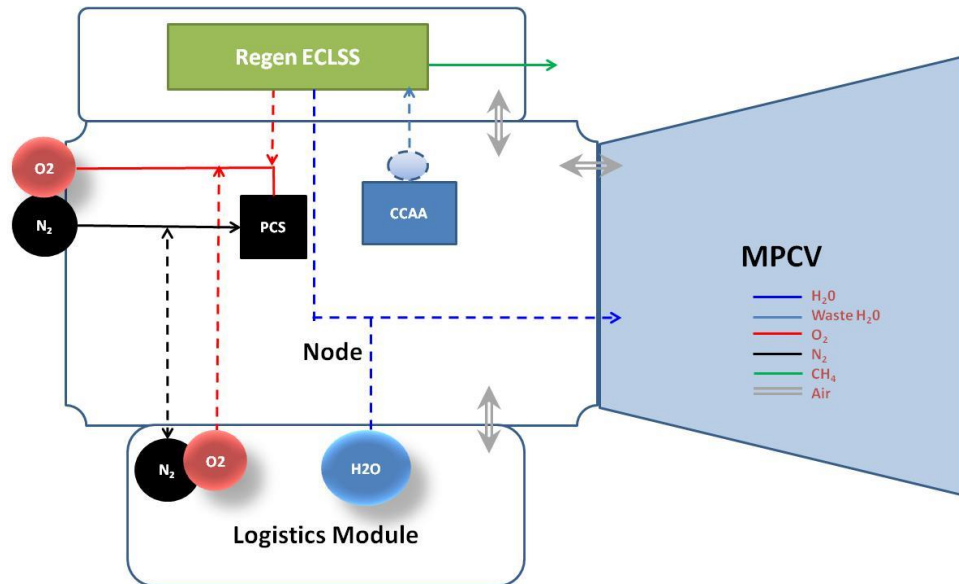 Regen ECLSS
O2
N₂
PCS
CCAA
MPCV
H₂0
Waste H₂0
O₂
N₂
CH₄
Air
Node
N₂
O2
H2O
Logistics Module